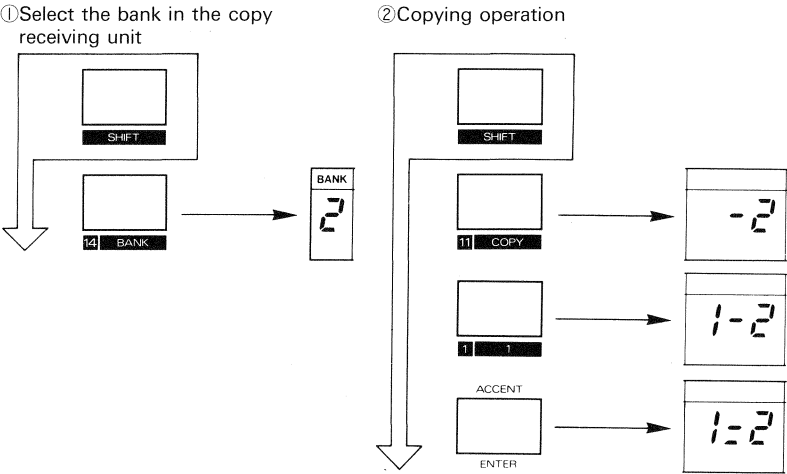 ①Select the bank in the copy
receiving unit
SHIFT
14 BANK
BANK
2
②Copying operation
SHIFT
11 COPY
-2
1 1
1-2
ACCENT
ENTER
1=2